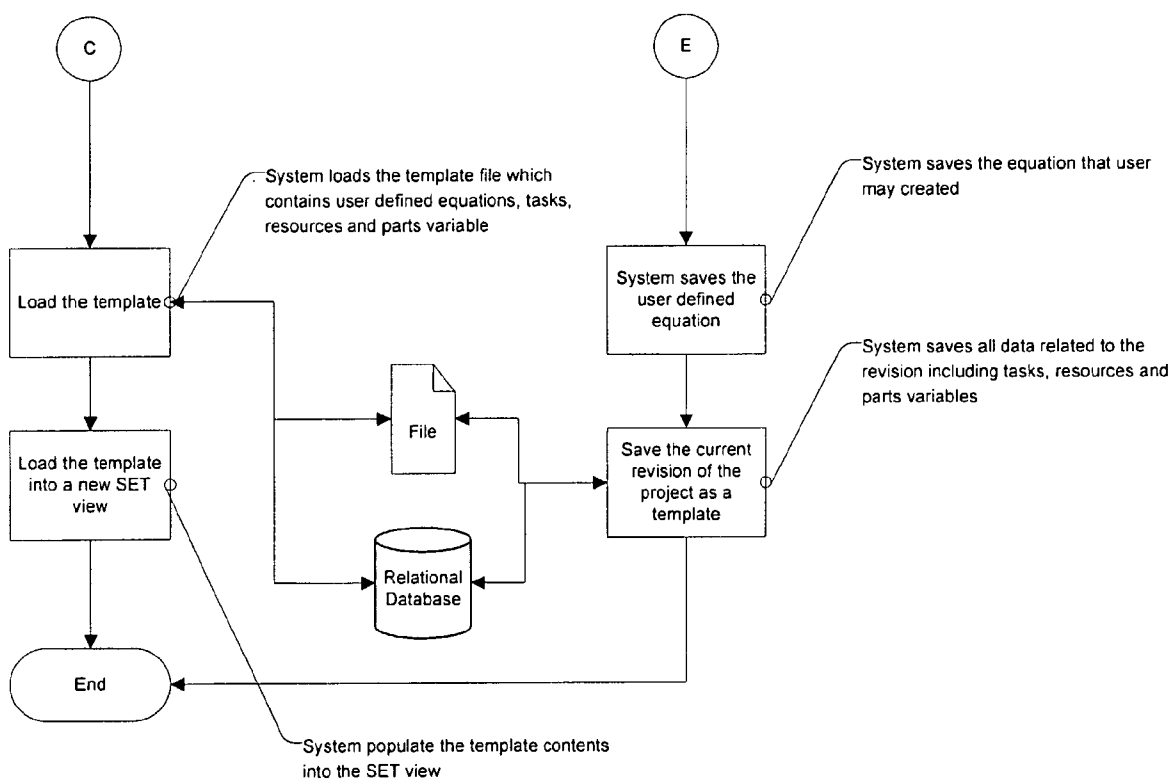 C
E
System loads the template file which
contains user defined equations, tasks,
resources and parts variable
System saves the equation that user
may created
Load the template
System saves the
user defined
equation
System saves all data related to the
revision including tasks, resources and
parts variables
File
Load the template
into a new SET
view
Save the current
revision of the
project as a
template
Relational
Database
End
System populate the template contents
into the SET view